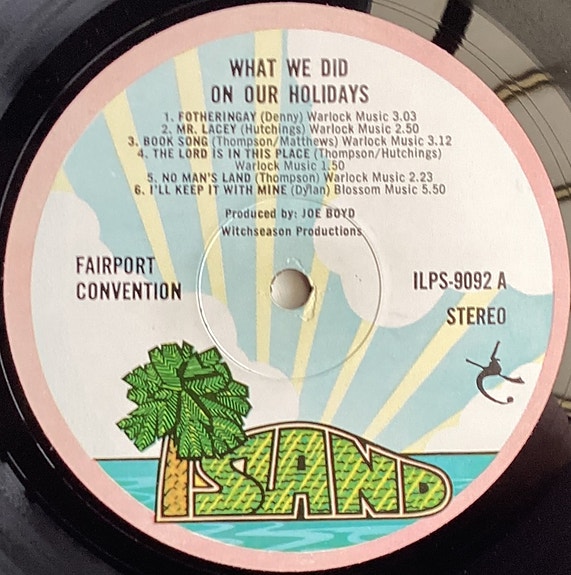 WHAT WE DID
ON OUR HOLIDAYS
1. FOTHERINGAY (Denny) Warlock Music 3.03
2. MR. LACEY (Hutchings) Warlock Music 2.50
3. BOOK SONG (Thompson/Matthews) Warlock Music 3.12
4. THE LORD IS IN THIS PLACE (Thompson/Hutchings)
Warlock Music 1.50
5. NO MAN'S LAND (Thompson) Warlock Music 2.23
6. I'LL KEEP IT WITH MINE (Dylan) Blossom Music 5.50
Produced by: JOE BOYD
Witchseason Productions
FAIRPORT
CONVENTION
ILPS-9092 A
STEREO
ISLAND